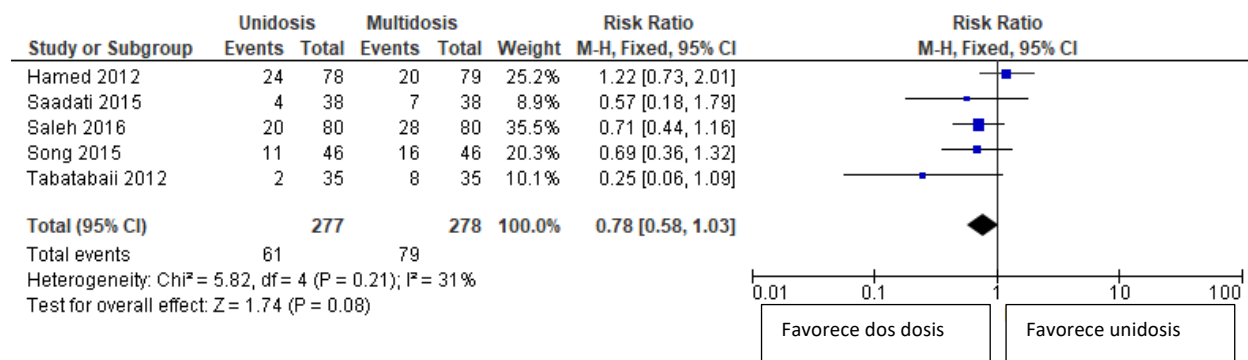 Unidosis Multidosis Risk Ratio Risk Ratio
Study or Subgroup Events Total Events Total Weight M-H, Fixed, 95% CI M-H, Fixed, 95% CI
Hamed 2012 24 78 20 79 25.2% 1.22 [0.73, 2.01]
Saadati 2015 4 38 7 38 8.9% 0.57 [0.18, 1.79]
Saleh 2016 20 80 28 80 35.5% 0.71 [0.44, 1.16]
Song 2015 11 46 16 46 20.3% 0.69 [0.36, 1.32]
Tabatabaii 2012 2 35 8 35 10.1% 0.25 [0.06, 1.09]
Total (95% CI) 277 278 100.0% 0.78 [0.58, 1.03]
Total events 61 79
Heterogeneity: Chi² = 5.82, df = 4 (P = 0.21); I² = 31%
Test for overall effect: Z = 1.74 (P = 0.08)
0.01 0.1 1 10 100
Favorece dos dosis Favorece unidosis